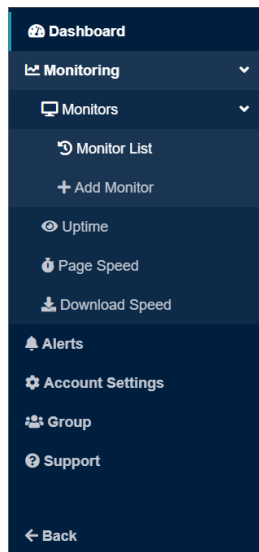 Dashboard
Monitoring
Monitors
Monitor List
Add Monitor
Uptime
Page Speed
Download Speed
Alerts
Account Settings
Group
Support
Back